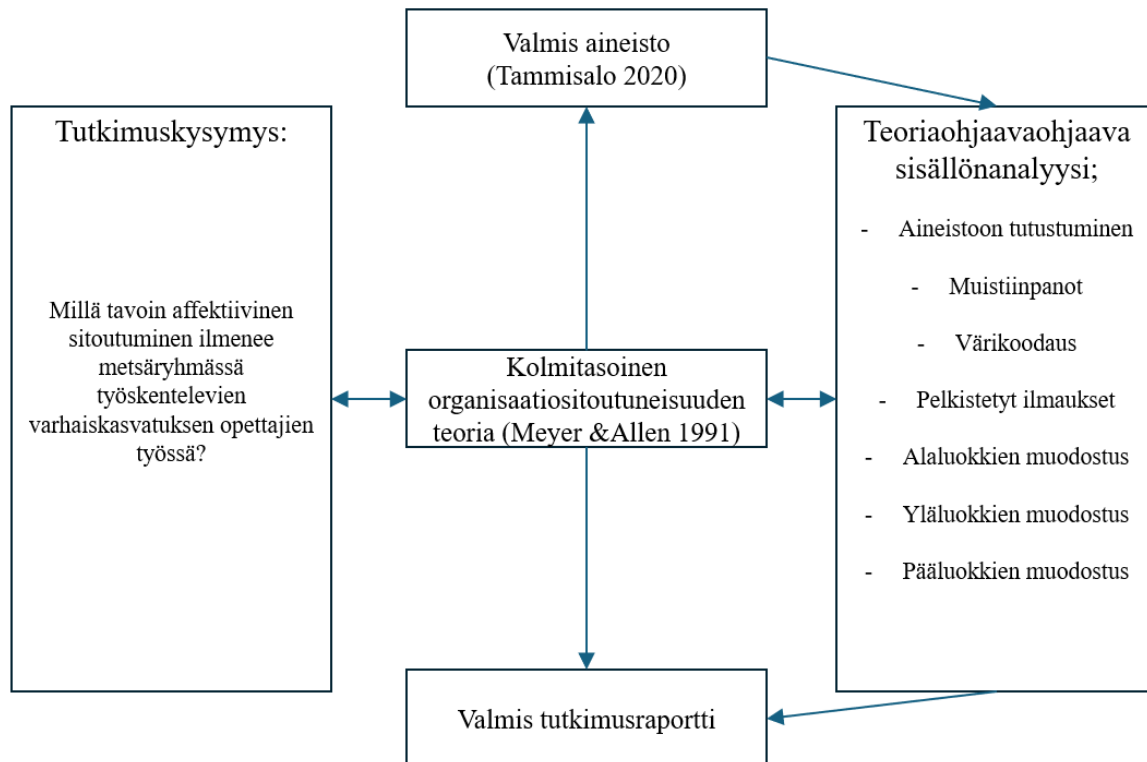 Valmis aineisto
(Tammisalo 2020)
Tutkimuskysymys:
Millä tavoin affektiivinen
sitoutuminen ilmenee
metsäryhmässä
työskentelevien
varhaiskasvatuksen opettajien
työssä?
Kolmitasoinen
organisaatiositoutuneisuuden
teoria (Meyer &Allen 1991)
Teoriaohjaavaohjaava
sisällönanalyysi;
- Aineistoon tutustuminen
- Muistiinpanot
- Värikoodaus
- Pelkistetyt ilmaukset
- Alaluokkien muodostus
- Yläluokkien muodostus
- Pääluokkien muodostus
Valmis tutkimusraportti